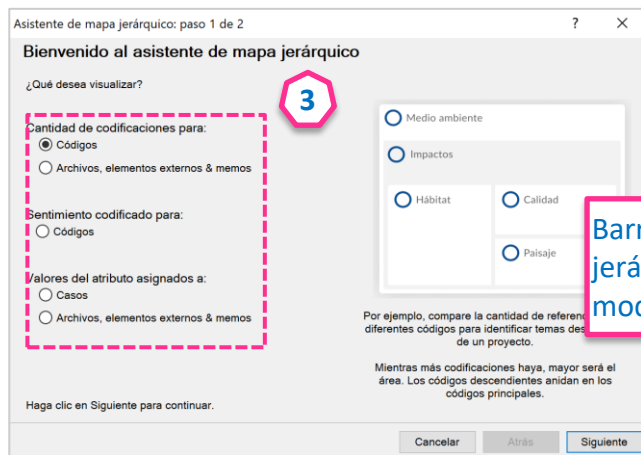 Asistente de mapa jerárquico: paso 1 de 2
? ×
Bienvenido al asistente de mapa jerárquico
¿Qué desea visualizar?
3
Cantidad de codificaciones para:
Códigos
Archivos, elementos externos & memos
Sentimiento codificado para:
Códigos
Valores del atributo asignados a:
Casos
Archivos, elementos externos & memos
Haga clic en Siguiente para continuar.
Medio ambiente
Impactos
Hábitat
Calidad
Paisaje
Por ejemplo, compare la cantidad de
diferentes códigos para identificar temas
de un proyecto.
Mientras más codificaciones haya, mayor será el
área. Los códigos descendientes anidan en los
códigos principales.
Cancelar
Atrás
Siguiente